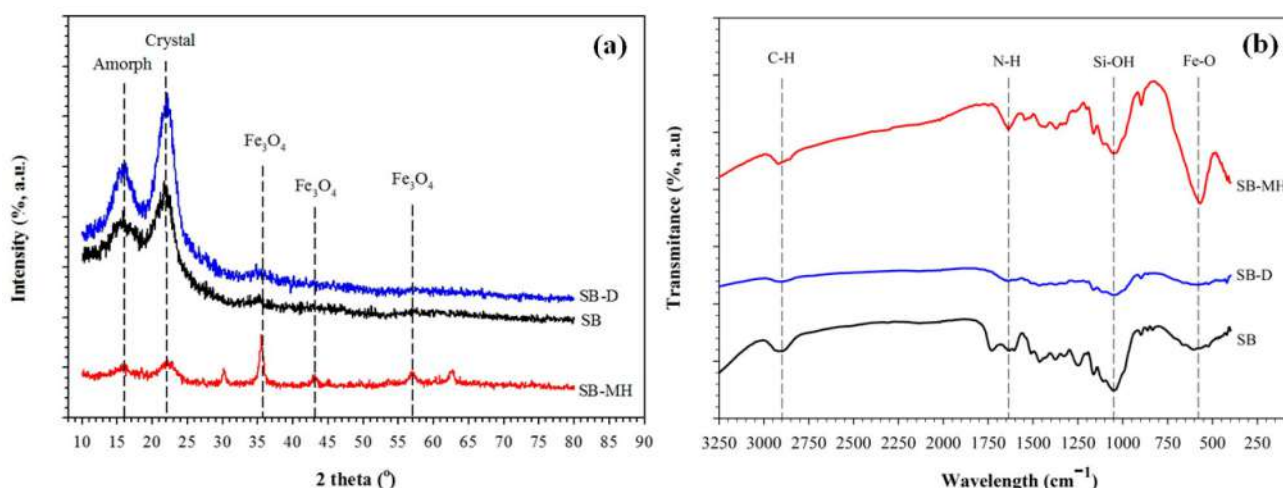 (a)
Crystal
Amorph
Fe3O4
Fe3O4
Fe3O4
SB-D
SB
SB-MH
Intensity (%, a.u.)
10 15 22 25 30 35 40 45 50 55 60 65 70 75 80 85 90
2 theta (º)
(b)
C-H
N-H
Si-OH
Fe-O
SB-MH
SB-D
SB
Transmitance (%, a.u)
3250 3000 2750 2500 2250 2000 1750 1500 1250 1000 750 500 250
Wavelength (cm⁻¹)